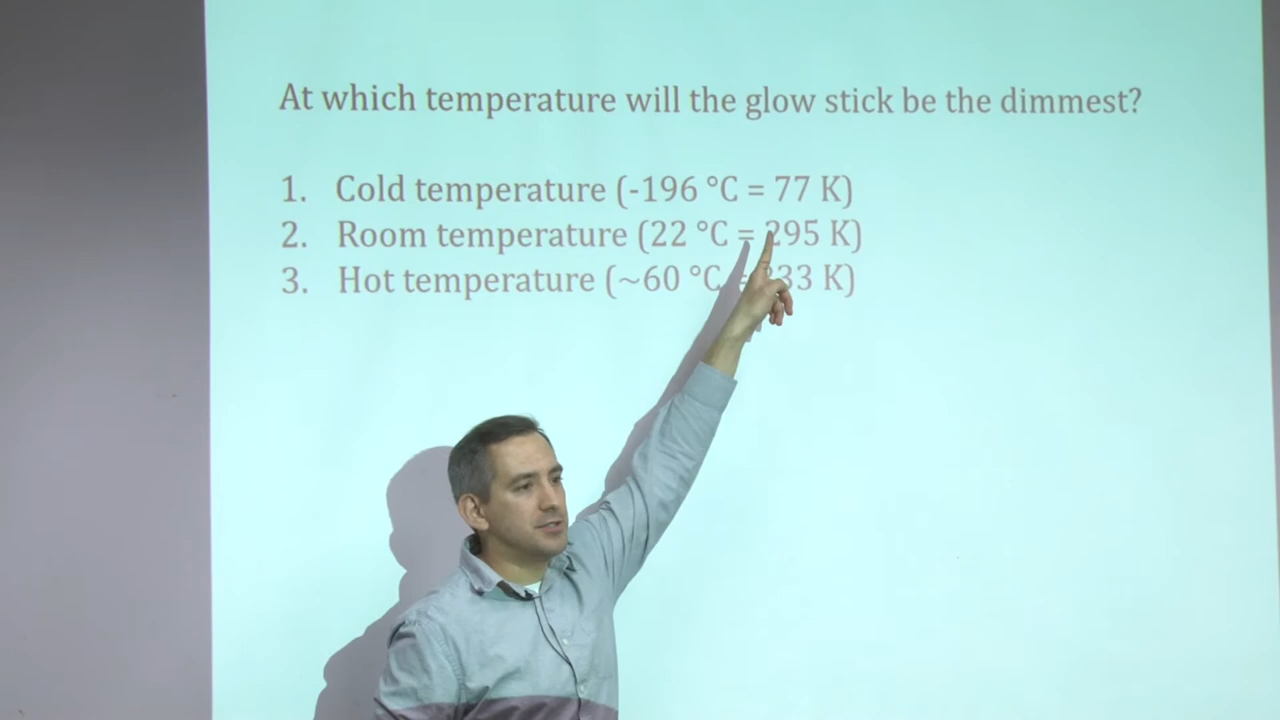 At which temperature will the glow stick be the dimmest?
1. Cold temperature (-196 °C = 77 K)
2. Room temperature (22 °C = 295 K)
3. Hot temperature (~60 °C = 333 K)